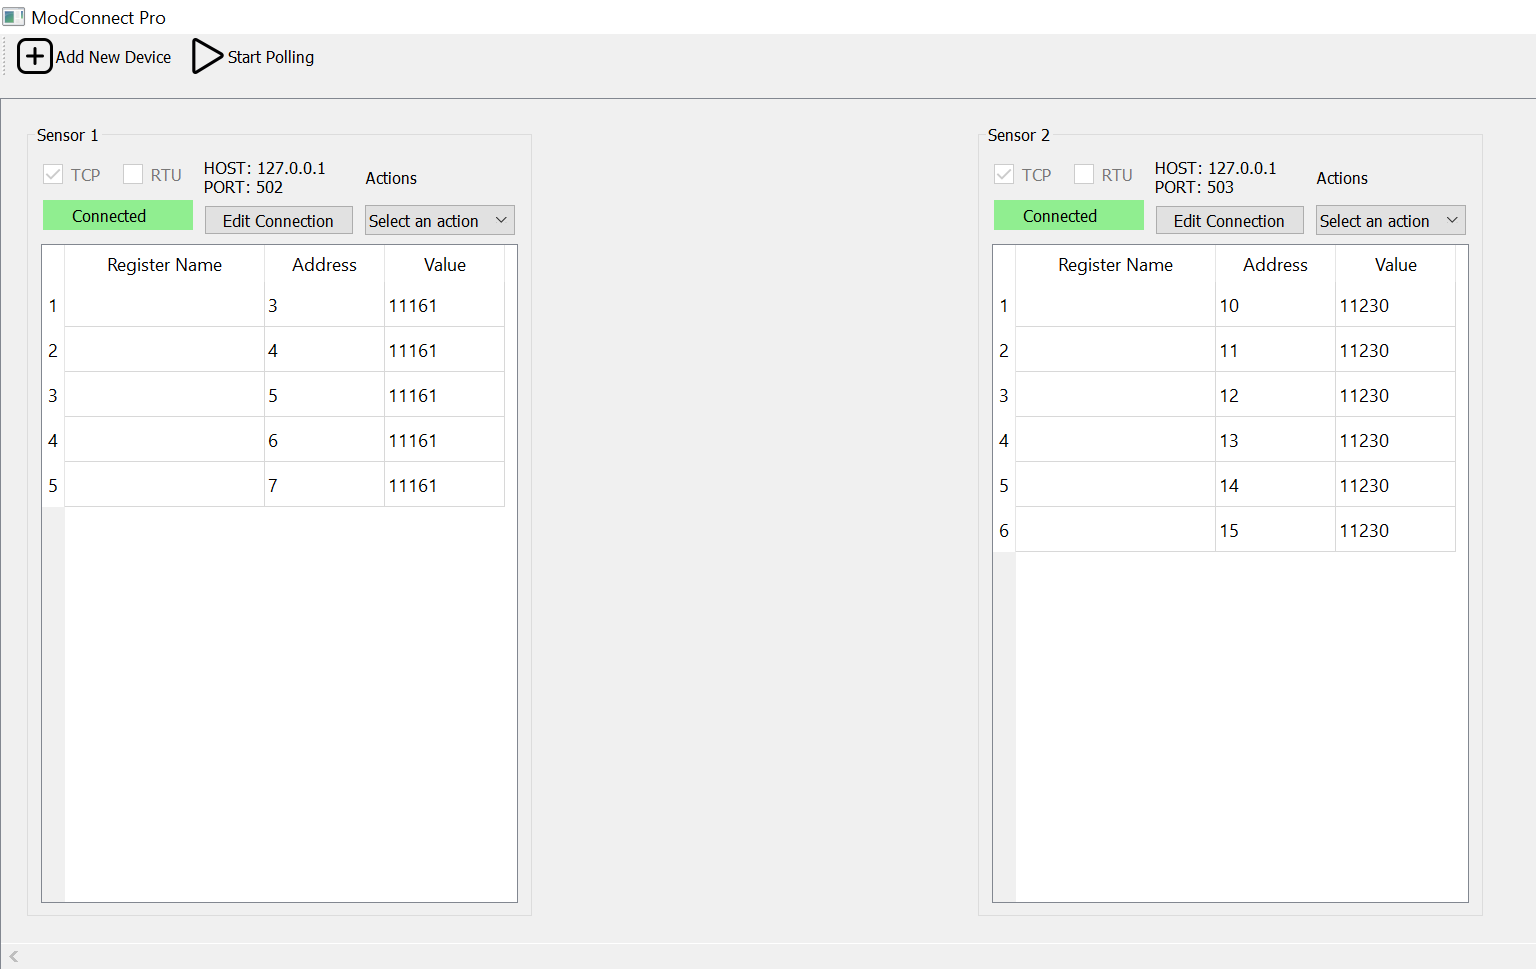 ModConnect Pro
Add New Device Start Polling
Sensor 1
TCP RTU HOST: 127.0.0.1
PORT: 502
Actions
Connected Edit Connection Select an action
Register Name Address Value
1 3 11161
2 4 11161
3 5 11161
4 6 11161
5 7 11161
Sensor 2
TCP RTU HOST: 127.0.0.1
PORT: 503
Actions
Connected Edit Connection Select an action
Register Name Address Value
1 10 11230
2 11 11230
3 12 11230
4 13 11230
5 14 11230
6 15 11230